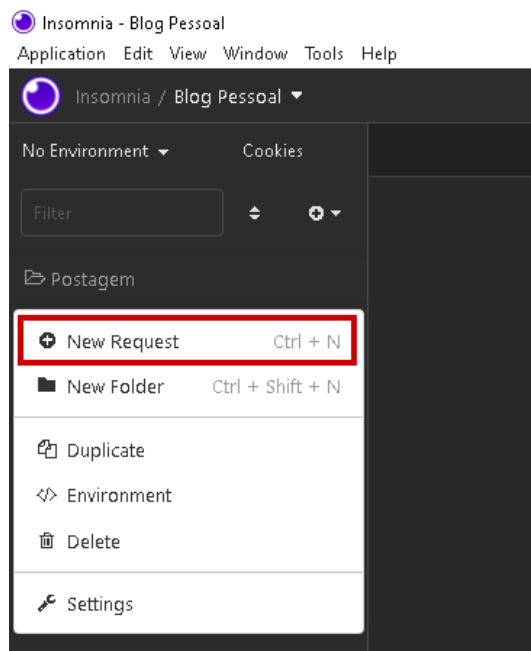 Insomnia - Blog Pessoal
Application Edit View Window Tools Help
Insomnia / Blog Pessoal
No Environment Cookies
Filter
Postagem
New Request Ctrl + N
New Folder Ctrl + Shift + N
Duplicate
Environment
Delete
Settings